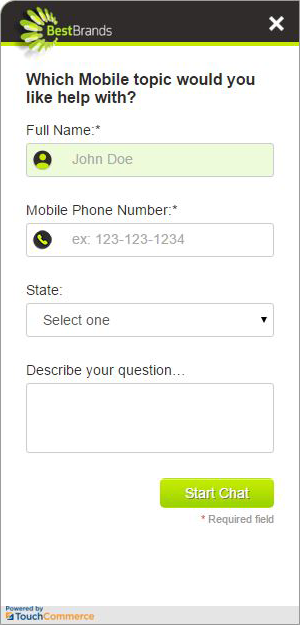 BestBrands
Which Mobile topic would you
like help with?
Full Name:*
John Doe
Mobile Phone Number:*
ex: 123-123-1234
State:
Select one
Describe your question...
Start Chat
* Required field
Powered by
TouchCommerce